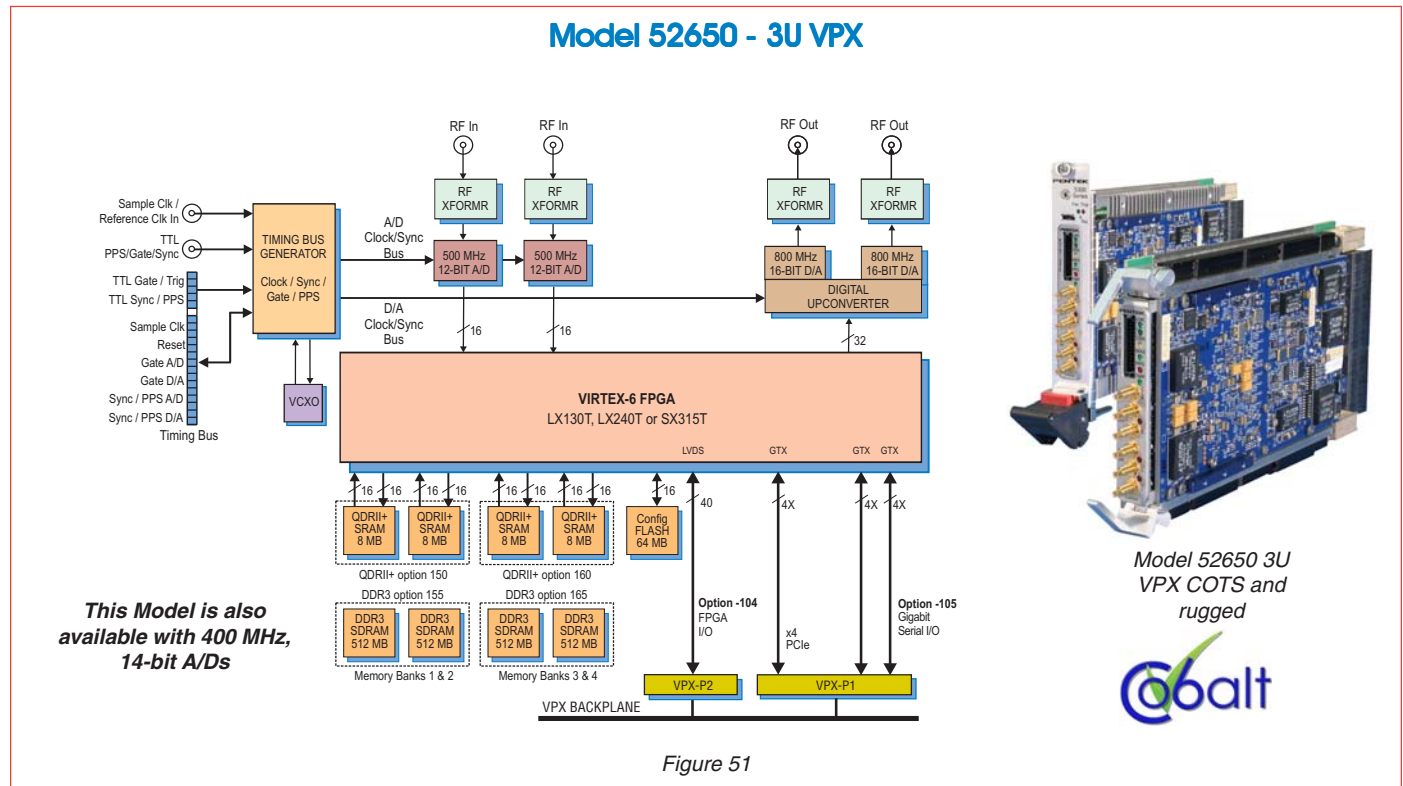 Model 52650 - 3U VPX
RF In
RF In
RF Out
RF Out
RF
XFORMR
RF
XFORMR
RF
XFORMR
RF
XFORMR
Sample Clk /
Reference Clk In
TTL
PPS/Gate/Sync
TIMING BUS
GENERATOR
Clock / Sync /
Gate / PPS
A/D
Clock/Sync
Bus
500 MHz
12-BIT A/D
500 MHz
12-BIT A/D
800 MHz
16-BIT D/A
800 MHz
16-BIT D/A
DIGITAL
UPCONVERTER
TTL Gate / Trig
TTL Sync / PPS
Sample Clk
Reset
Gate A/D
Gate D/A
Sync / PPS A/D
Sync / PPS D/A
Timing Bus
D/A
Clock/Sync
Bus
16
16
32
VCXO
VIRTEX-6 FPGA
LX130T, LX240T or SX315T
LVDS
GTX
GTX
GTX
16
16
16
16
16
16
16
16
16
40
4X
4X
4X
QDRII+
SRAM
8 MB
QDRII+
SRAM
8 MB
QDRII+
SRAM
8 MB
QDRII+
SRAM
8 MB
Config
FLASH
64 MB
QDRII+ option 150
QDRII+ option 160
DDR3 option 155
DDR3 option 165
DDR3
SDRAM
512 MB
DDR3
SDRAM
512 MB
DDR3
SDRAM
512 MB
DDR3
SDRAM
512 MB
Memory Banks 1 & 2
Memory Banks 3 & 4
Option -104
FPGA
I/O
x4
PCIe
Option -105
Gigabit
Serial I/O
VPX-P2
VPX-P1
VPX BACKPLANE
This Model is also
available with 400 MHz,
14-bit A/Ds
PENTEK
Model 52650 3U
VPX COTS and
rugged
Cobalt
Figure 51